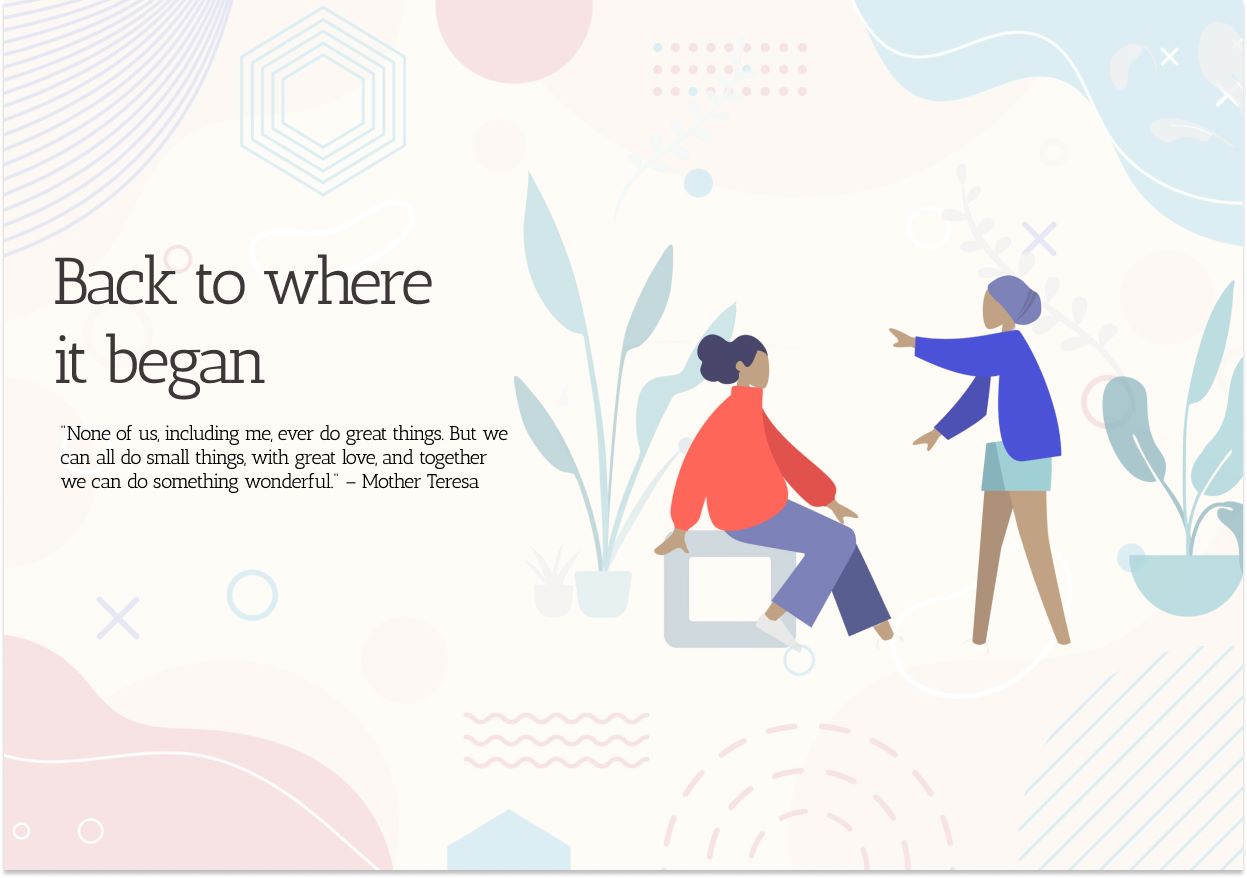 Back to where
it began
"None of us, including me, ever do great things. But we
can all do small things, with great love, and together
we can do something wonderful." – Mother Teresa